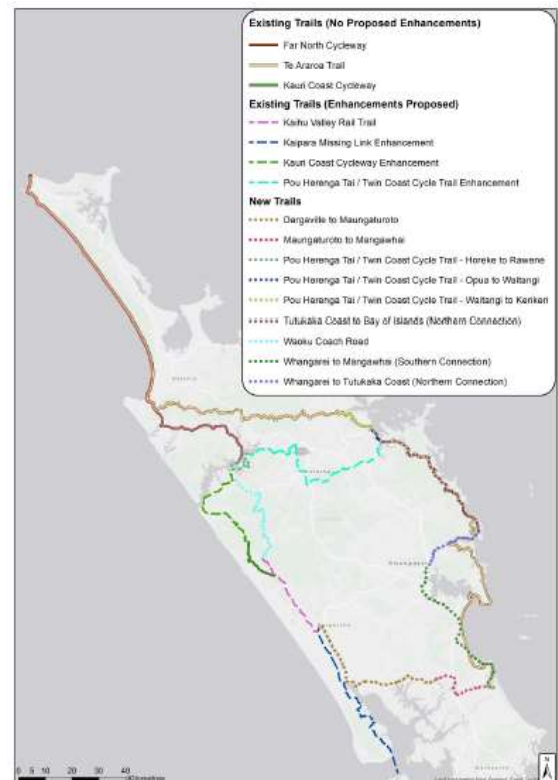 Existing Trails (No Proposed Enhancements)
Far North Cycleway
Te Araroa Trail
Kauri Coast Cycleway
Existing Trails (Enhancements Proposed)
Kaihu Valley Rail Trail
Kaipara Missing Link Enhancement
Kauri Coast Cycleway Enhancement
Pou Herenga Tai / Twin Coast Cycle Trail Enhancement
New Trails
Dargaville to Maungaturoto
Maungaturoto to Mangawhai
Pou Herenga Tai / Twin Coast Cycle Trail - Horeke to Rawene
Pou Herenga Tai / Twin Coast Cycle Trail - Opua to Waitangi
Pou Herenga Tai / Twin Coast Cycle Trail - Waitangi to Kerikeri
Tutukaka Coast to Bay of Islands (Northern Connection)
Waoku Coach Road
Whangarei to Mangawhai (Southern Connection)
Whangarei to Tutukaka Coast (Northern Connection)
0 5 10 20 30 40
N